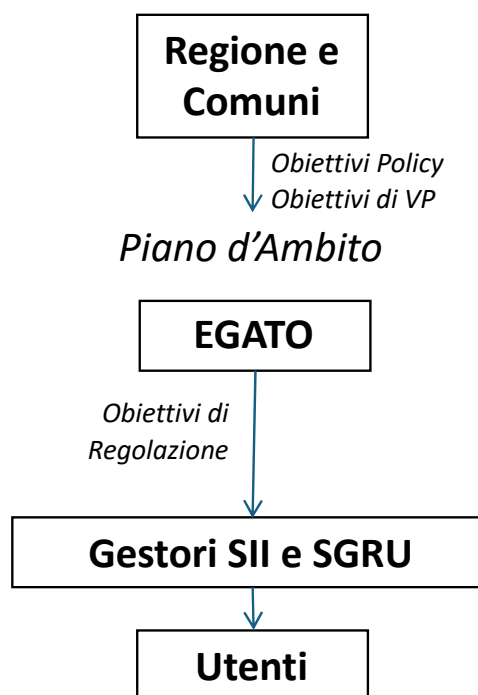 Regione e
Comuni
Obiettivi Policy
Obiettivi di VP
Piano d’Ambito
EGATO
Obiettivi di
Regolazione
Gestori SII e SGRU
Utenti